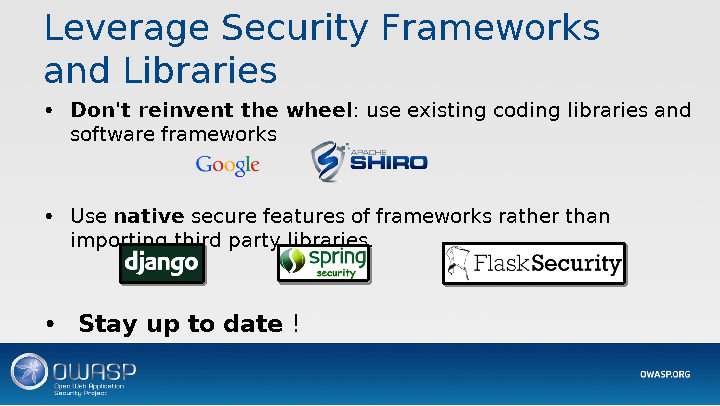 Leverage Security Frameworks
and Libraries
• Don't reinvent the wheel: use existing coding libraries and
software frameworks
Google
APACHE
SHIRO
• Use native secure features of frameworks rather than
importing third party libraries.
django
spring
security
FlaskSecurity
• Stay up to date !
OWASP
Open Web Application
Security Project
OWASP.ORG